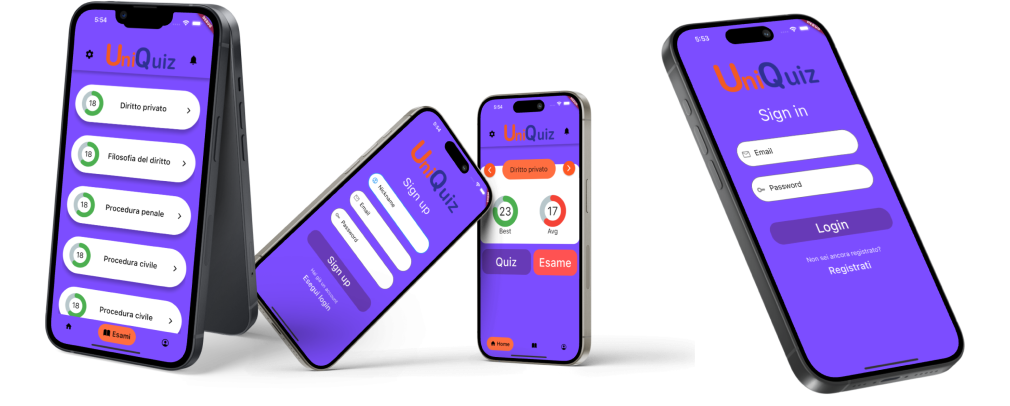 5:54
UniQuiz
18 Diritto privato
18 Filosofia del diritto
18 Procedura penale
18 Procedura civile
18 Procedura civile
Esami
UniQuiz
Sign up
Nickname
Email
Password
Sign up
Hai già un account
Esegui login
5:54
UniQuiz
Diritto privato
23 17
Best Avg
Quiz Esame
Home
5:53
UniQuiz
Sign in
Email
Password
Login
Non sei ancora registrato?
Registrati